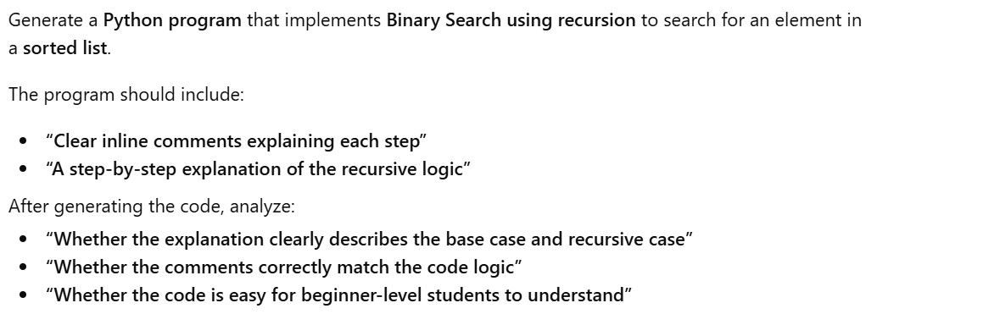 Generate a Python program that implements Binary Search using recursion to search for an element in
a sorted list.
The program should include:
• “Clear inline comments explaining each step”
• “A step-by-step explanation of the recursive logic”
After generating the code, analyze:
• “Whether the explanation clearly describes the base case and recursive case”
• “Whether the comments correctly match the code logic”
• “Whether the code is easy for beginner-level students to understand”